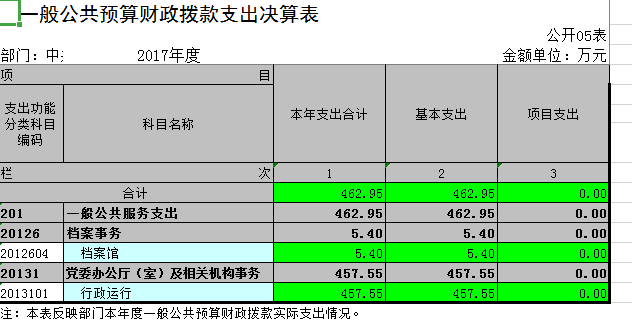 一般公共预算财政拨款支出决算表
公开05表
部门：中 2017年度 金额单位：万元
项 目
支出功能分类科目编码 科目名称 本年支出合计 基本支出 项目支出
栏 次 1 2 3
合计 462.95 462.95 0.00
201 一般公共服务支出 462.95 462.95 0.00
20126 档案事务 5.40 5.40 0.00
2012604 档案馆 5.40 5.40 0.00
20131 党委办公厅（室）及相关机构事务 457.55 457.55 0.00
2013101 行政运行 457.55 457.55 0.00
注：本表反映部门本年度一般公共预算财政拨款实际支出情况。